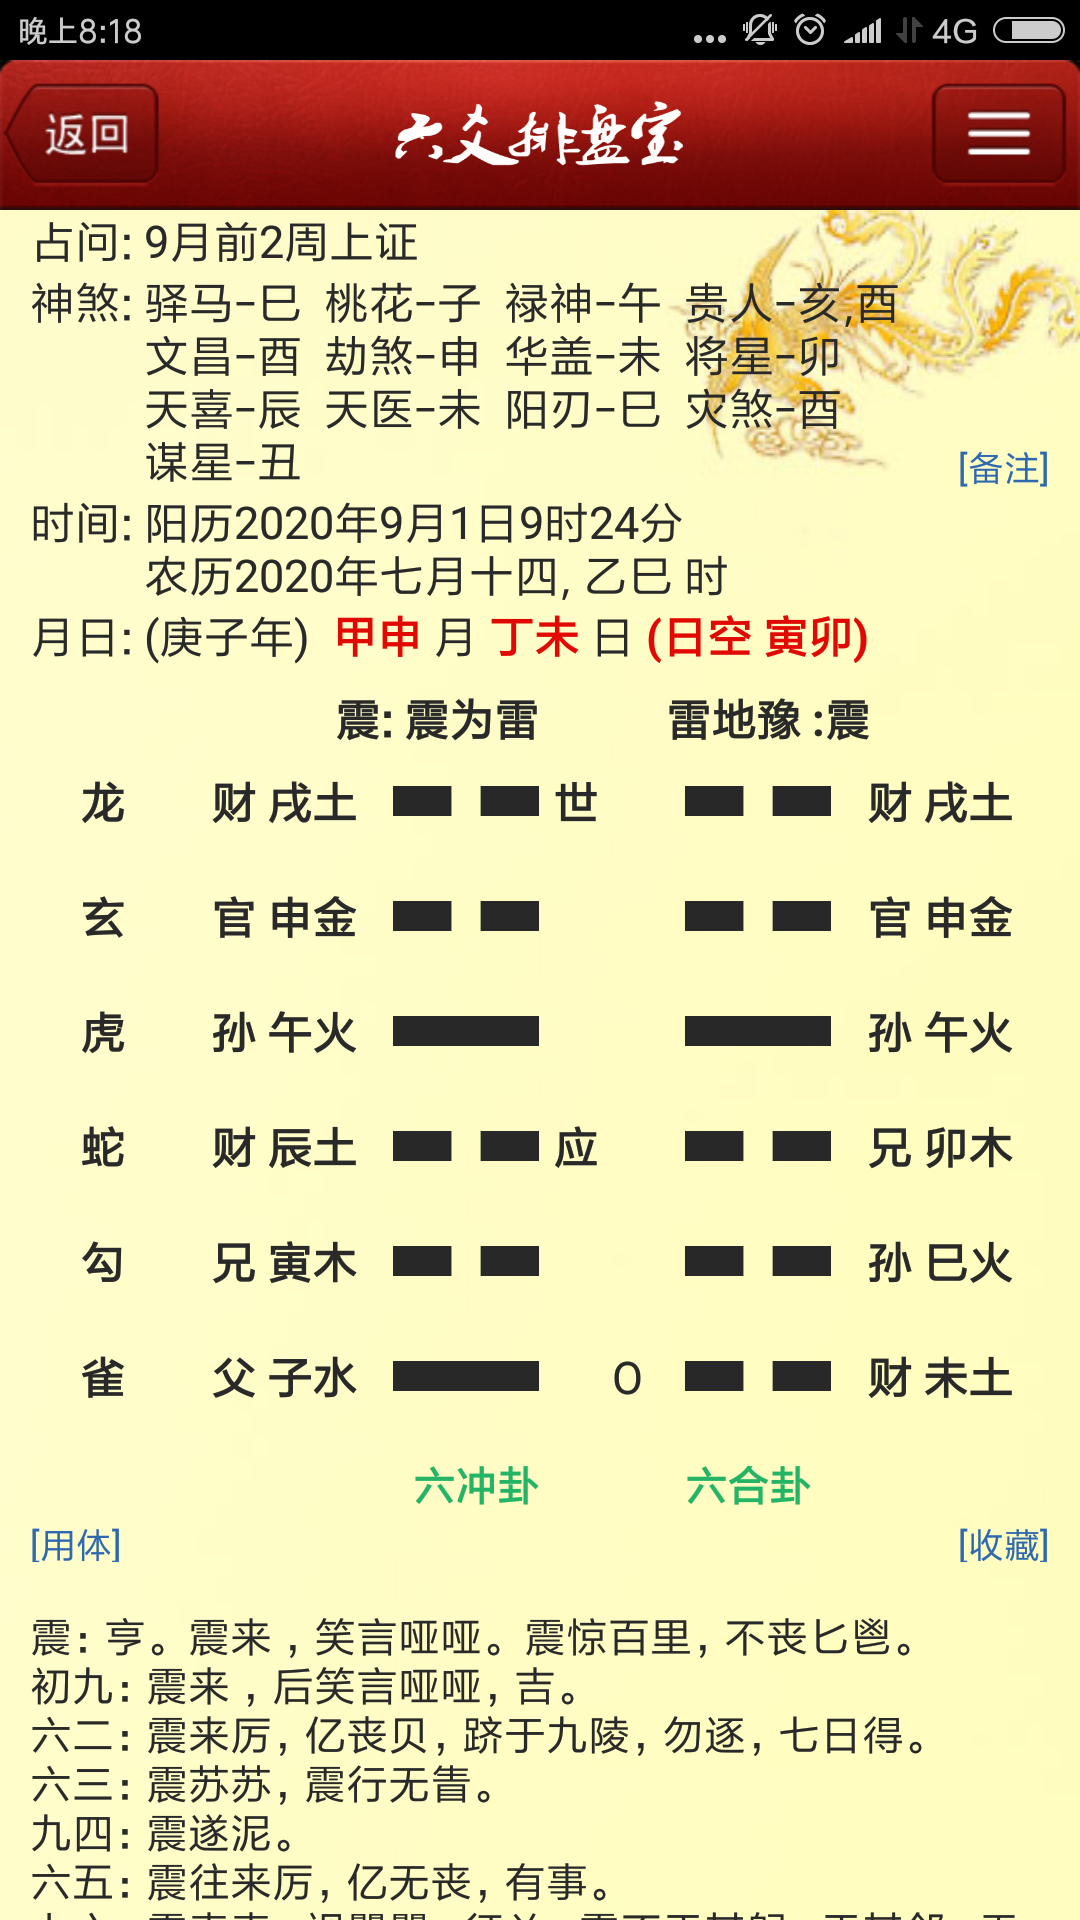 晚上8:18
4G
返回
六爻排盘宝
占问: 9月前2周上证
神煞: 驿马-巳 桃花-子 禄神-午 贵人-亥,酉
文昌-酉 劫煞-申 华盖-未 将星-卯
天喜-辰 天医-未 阳刃-巳 灾煞-酉
谋星-丑
[备注]
时间: 阳历2020年9月1日9时24分
农历2020年七月十四, 乙巳 时
月日: (庚子年) 甲申 月 丁未 日 (日空 寅卯)
震: 震为雷 雷地豫 :震
龙 财 戌土 世 财 戌土
玄 官 申金 官 申金
虎 孙 午火 孙 午火
蛇 财 辰土 应 兄 卯木
勾 兄 寅木 孙 巳火
雀 父 子水 O 财 未土
六冲卦 六合卦
[用体] [收藏]
震: 亨。震来 , 笑言哑哑。震惊百里, 不丧匕鬯。
初九: 震来 , 后笑言哑哑, 吉。
六二: 震来厉, 亿丧贝, 跻于九陵, 勿逐, 七日得。
六三: 震苏苏, 震行无眚。
九四: 震遂泥。
六五: 震往来厉, 亿无丧, 有事。